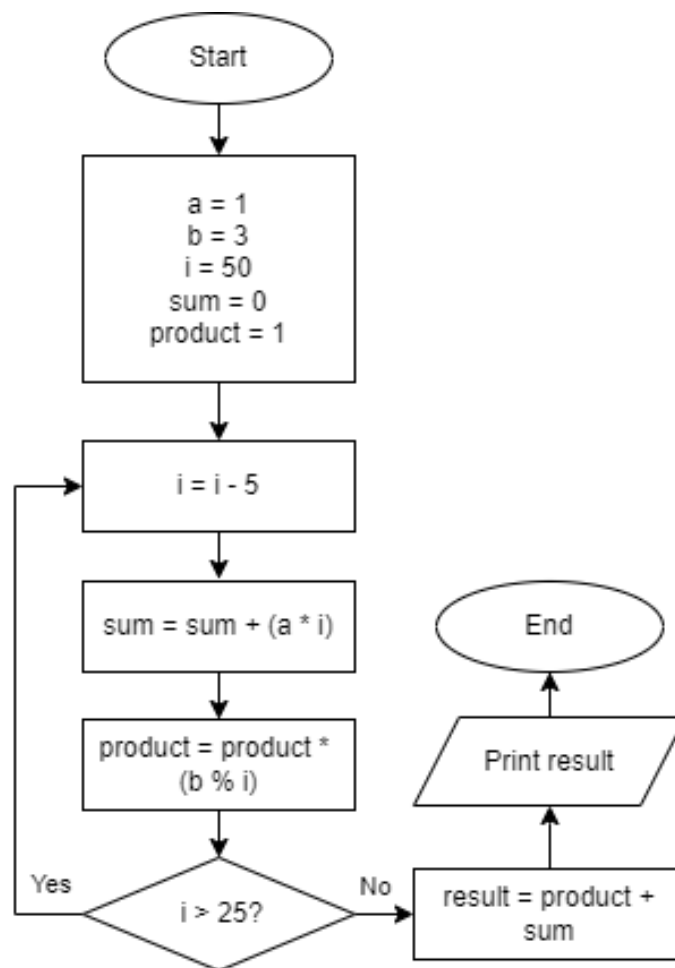 Start
a = 1
b = 3
i = 50
sum = 0
product = 1
i = i - 5
sum = sum + (a * i)
product = product *
(b % i)
i > 25?
Yes
No
result = product +
sum
Print result
End